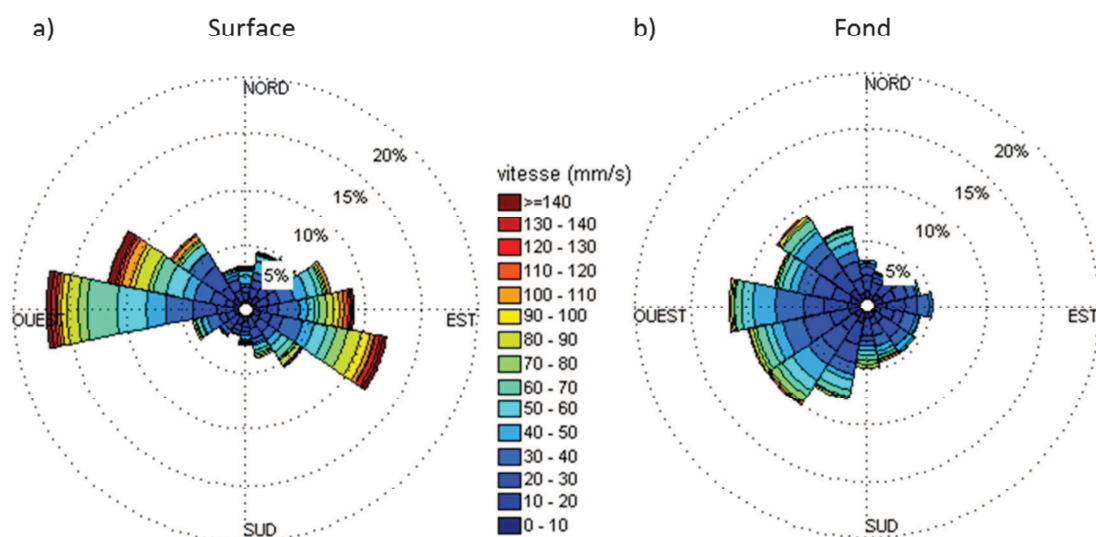 a) Surface
b) Fond
NORD
20%
15%
10%
5%
OUEST
EST
SUD
vitesse (mm/s)
>=140
130 - 140
120 - 130
110 - 120
100 - 110
90 - 100
80 - 90
70 - 80
60 - 70
50 - 60
40 - 50
30 - 40
20 - 30
10 - 20
0 - 10
NORD
20%
15%
10%
5%
OUEST
EST
SUD